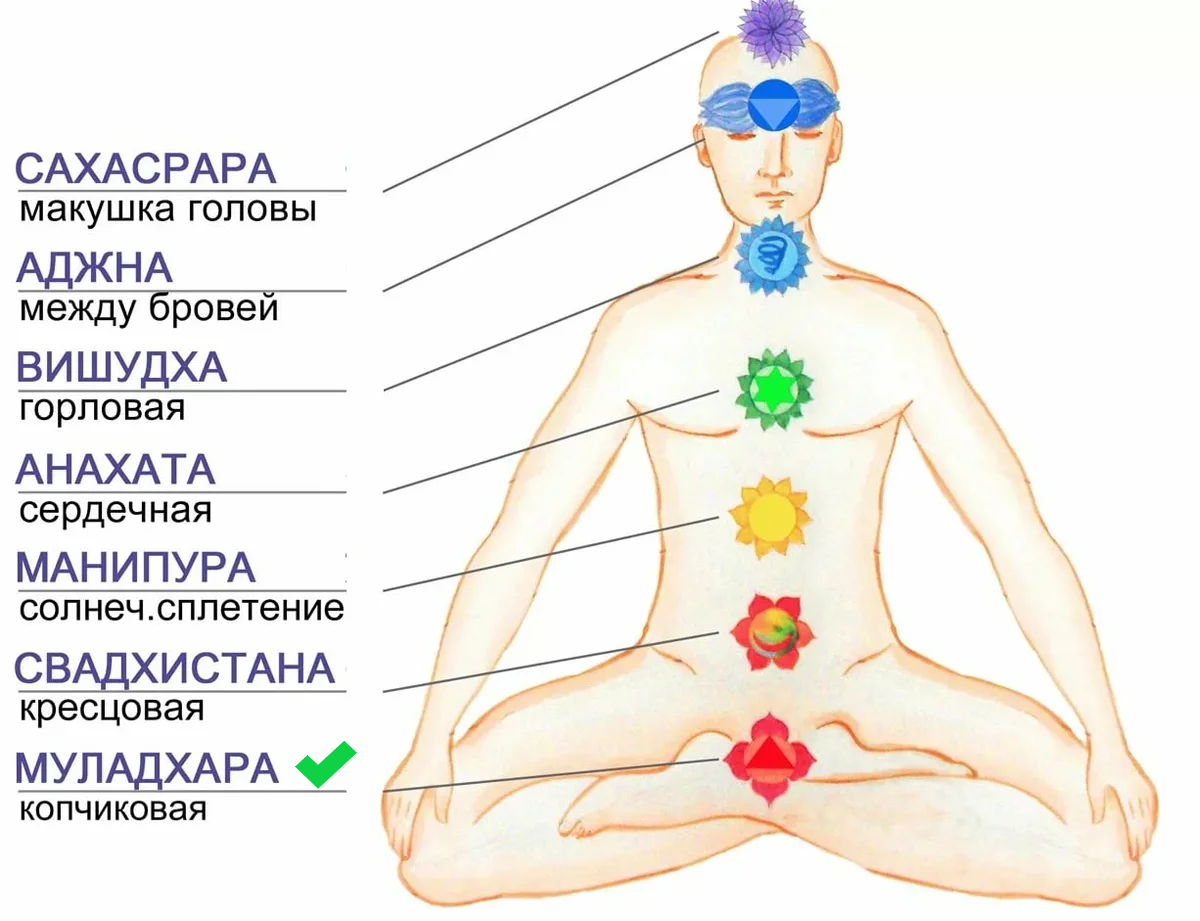 САХАСРАРА
макушка головы
АДЖНА
между бровей
ВИШУДХА
горловая
АНАХАТА
сердечная
МАНИПУРА
солнеч.сплетение
СВАДХИСТАНА
кресцовая
МУЛАДХАРА
копчиковая